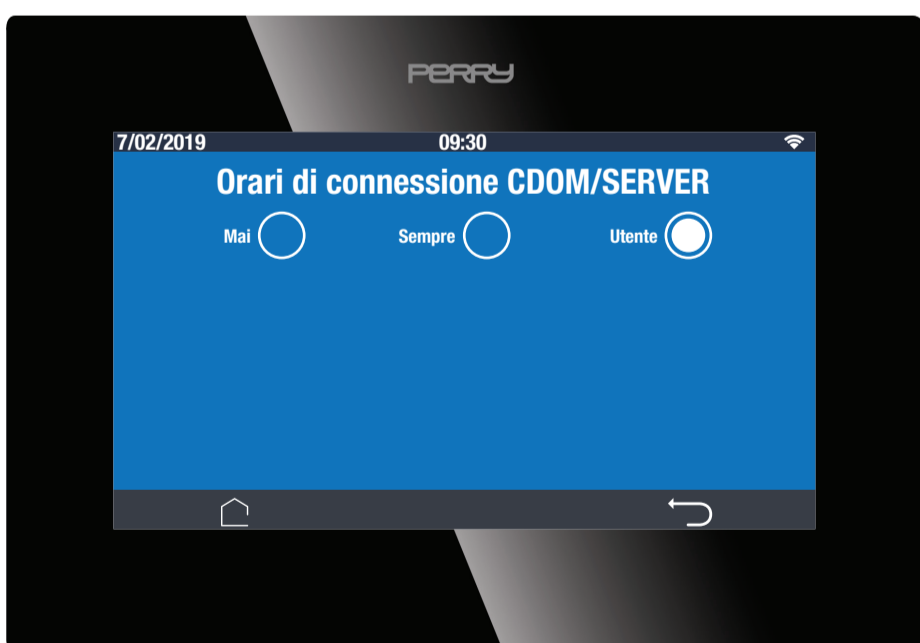 PERRY
7/02/2019 09:30
Orari di connessione CDOM/SERVER
Mai Sempre Utente